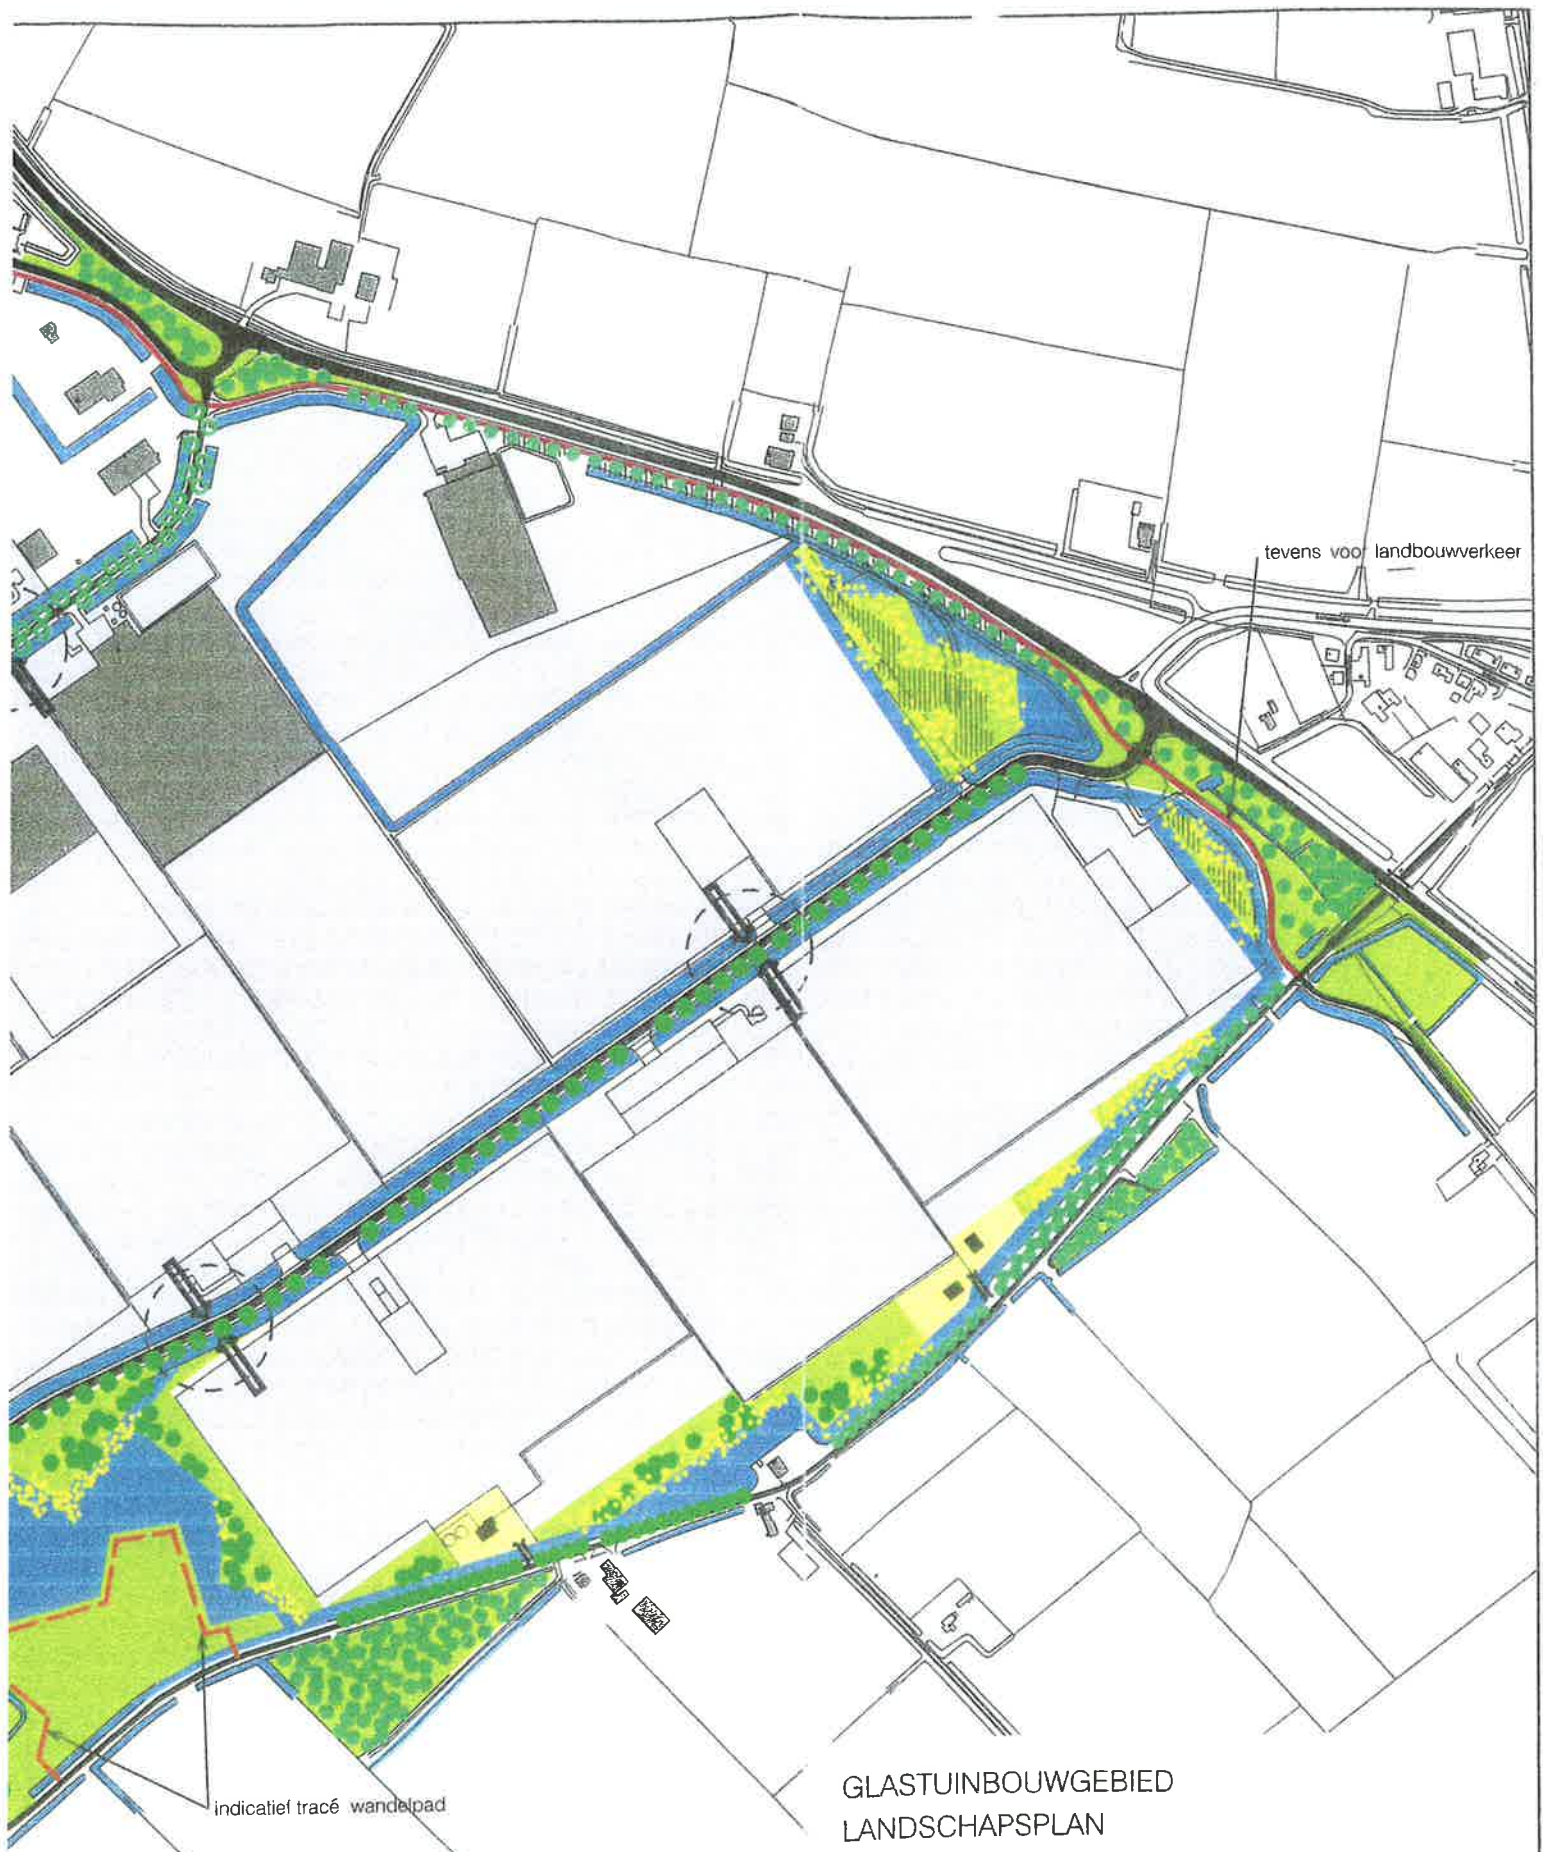 tevens voor landbouwverkeer
indicatief tracé wandelpad
GLASTUINBOUWGEBIED
LANDSCHAPSPLAN